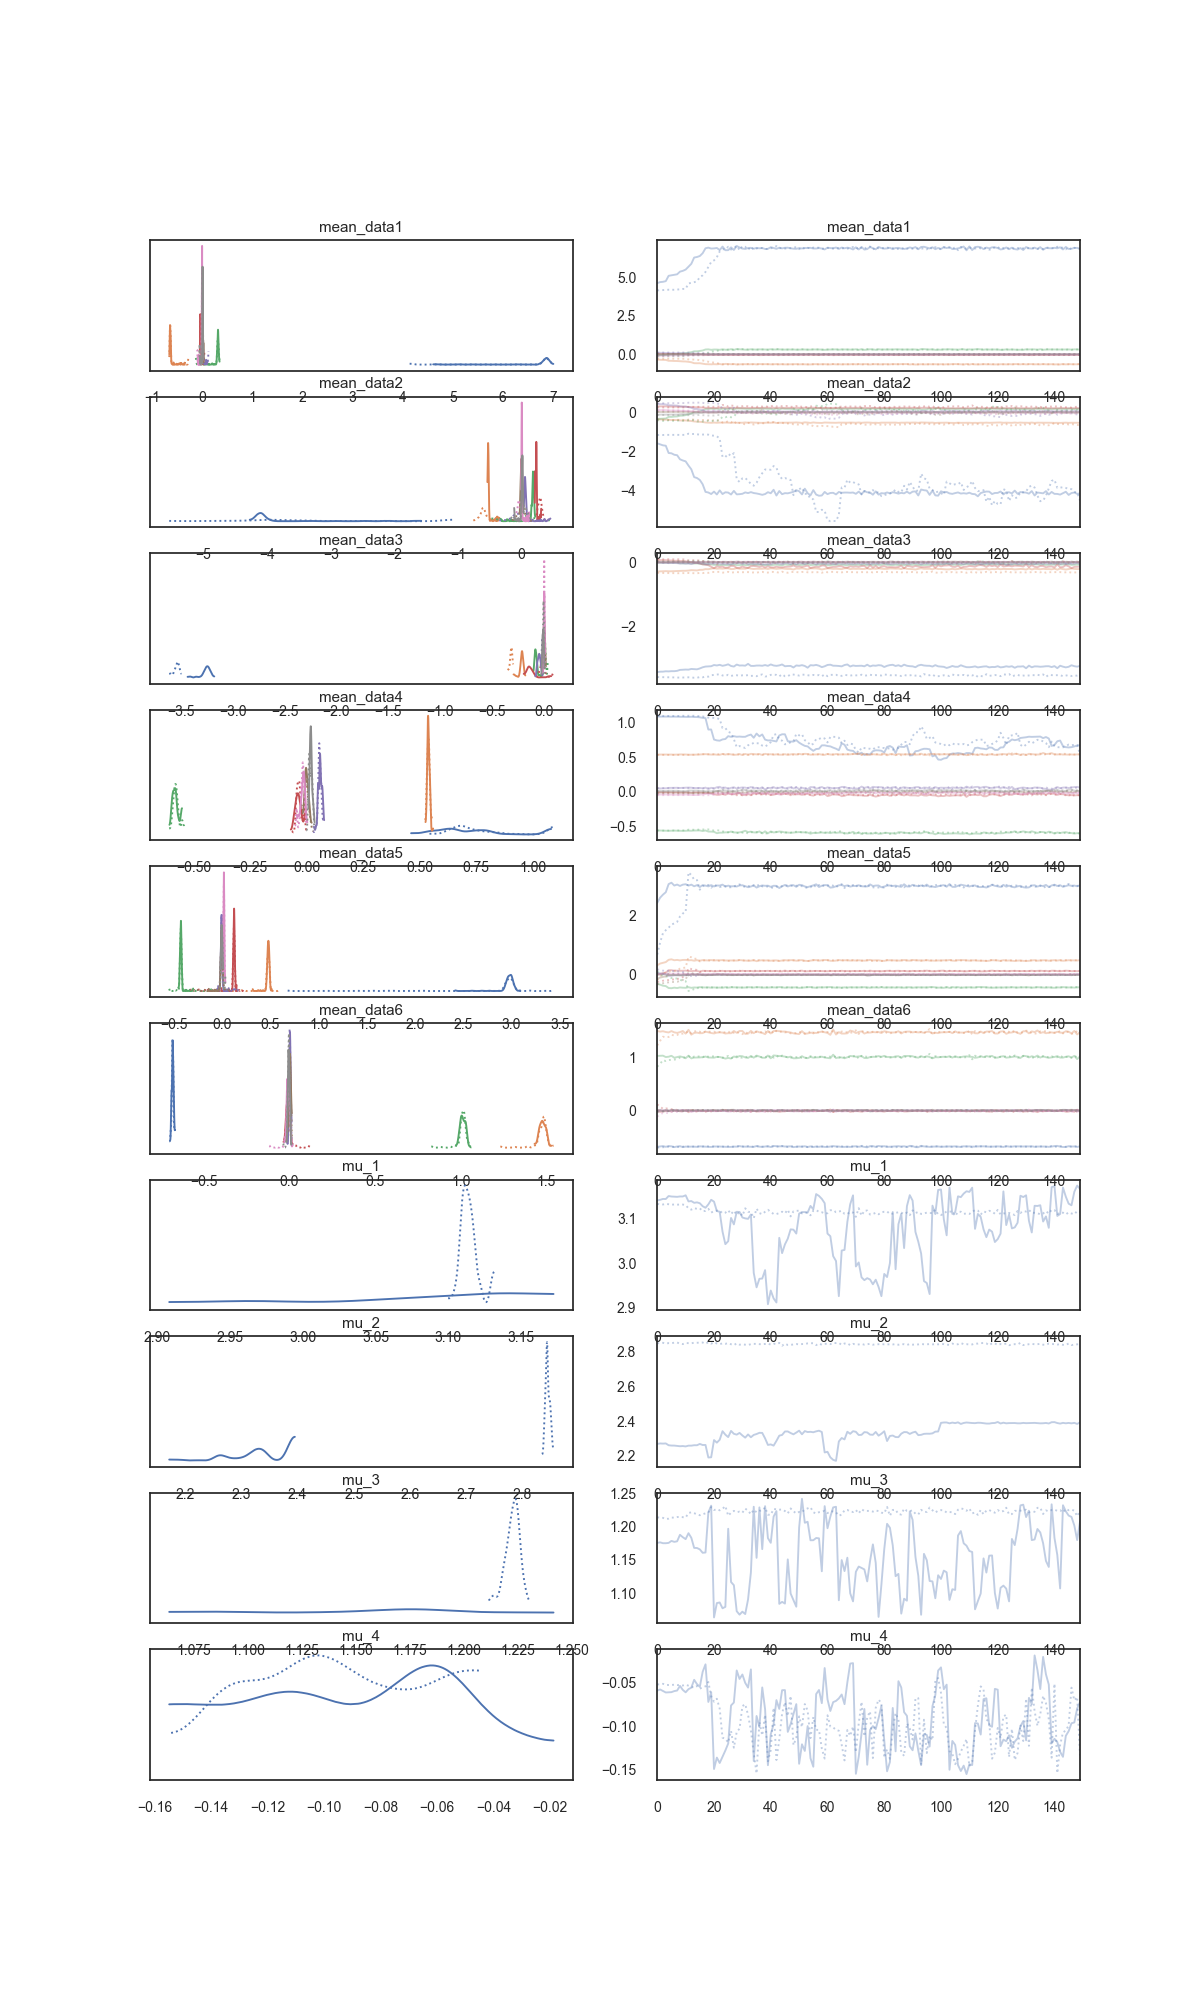 mean_data1 mean_data1
5.0
2.5
0.0
mean_data2 mean_data2
−1 0 1 2 3 4 5 6 7 0 20 40 60 80 100 120 140
0
−2
−4
mean_data3 mean_data3
−5 −4 −3 −2 −1 0 0 20 40 60 80 100 120 140
0
−2
mean_data4 mean_data4
−3.5 −3.0 −2.5 −2.0 −1.5 −1.0 −0.5 0.0 0 20 40 60 80 100 120 140
1.0
0.5
0.0
−0.5
mean_data5 mean_data5
−0.50 −0.25 0.00 0.25 0.50 0.75 1.00 0 20 40 60 80 100 120 140
2
0
mean_data6 mean_data6
−0.5 0.0 0.5 1.0 1.5 2.0 2.5 3.0 3.5 0 20 40 60 80 100 120 140
1
0
mu_1 mu_1
−0.5 0.0 0.5 1.0 1.5 0 20 40 60 80 100 120 140
3.1
3.0
2.9
mu_2 mu_2
2.90 2.95 3.00 3.05 3.10 3.15 0 20 40 60 80 100 120 140
2.8
2.6
2.4
2.2
mu_3 mu_3
2.2 2.3 2.4 2.5 2.6 2.7 2.8 0 20 40 60 80 100 120 140
1.25
1.20
1.15
1.10
mu_4 mu_4
1.075 1.100 1.125 1.150 1.175 1.200 1.225 1.250 0 20 40 60 80 100 120 140
−0.05
−0.10
−0.15
−0.16 −0.14 −0.12 −0.10 −0.08 −0.06 −0.04 −0.02 0 20 40 60 80 100 120 140